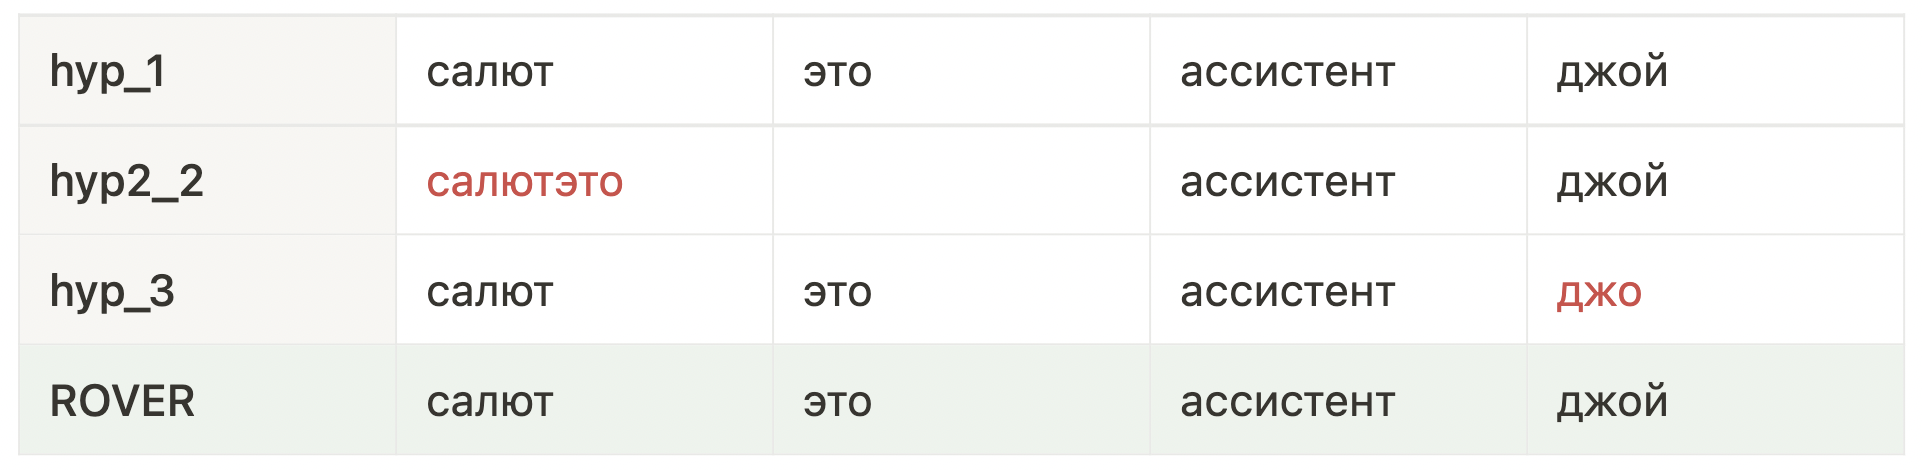 hyp_1 салют это ассистент джой
hyp2_2 салютэто ассистент джой
hyp_3 салют это ассистент джо
ROVER салют это ассистент джой